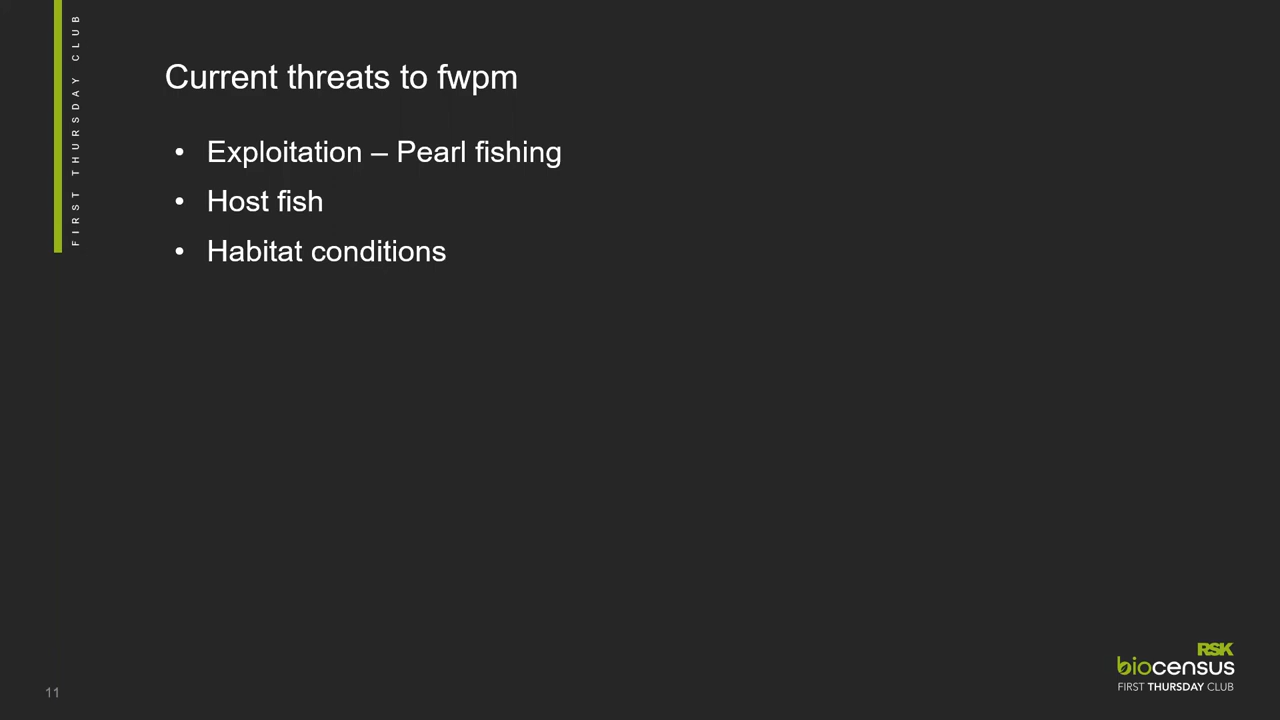 FIRST THURSDAY CLUB
Current threats to fwpm
• Exploitation – Pearl fishing
• Host fish
• Habitat conditions
11
RSK
biocensus
FIRST THURSDAY CLUB